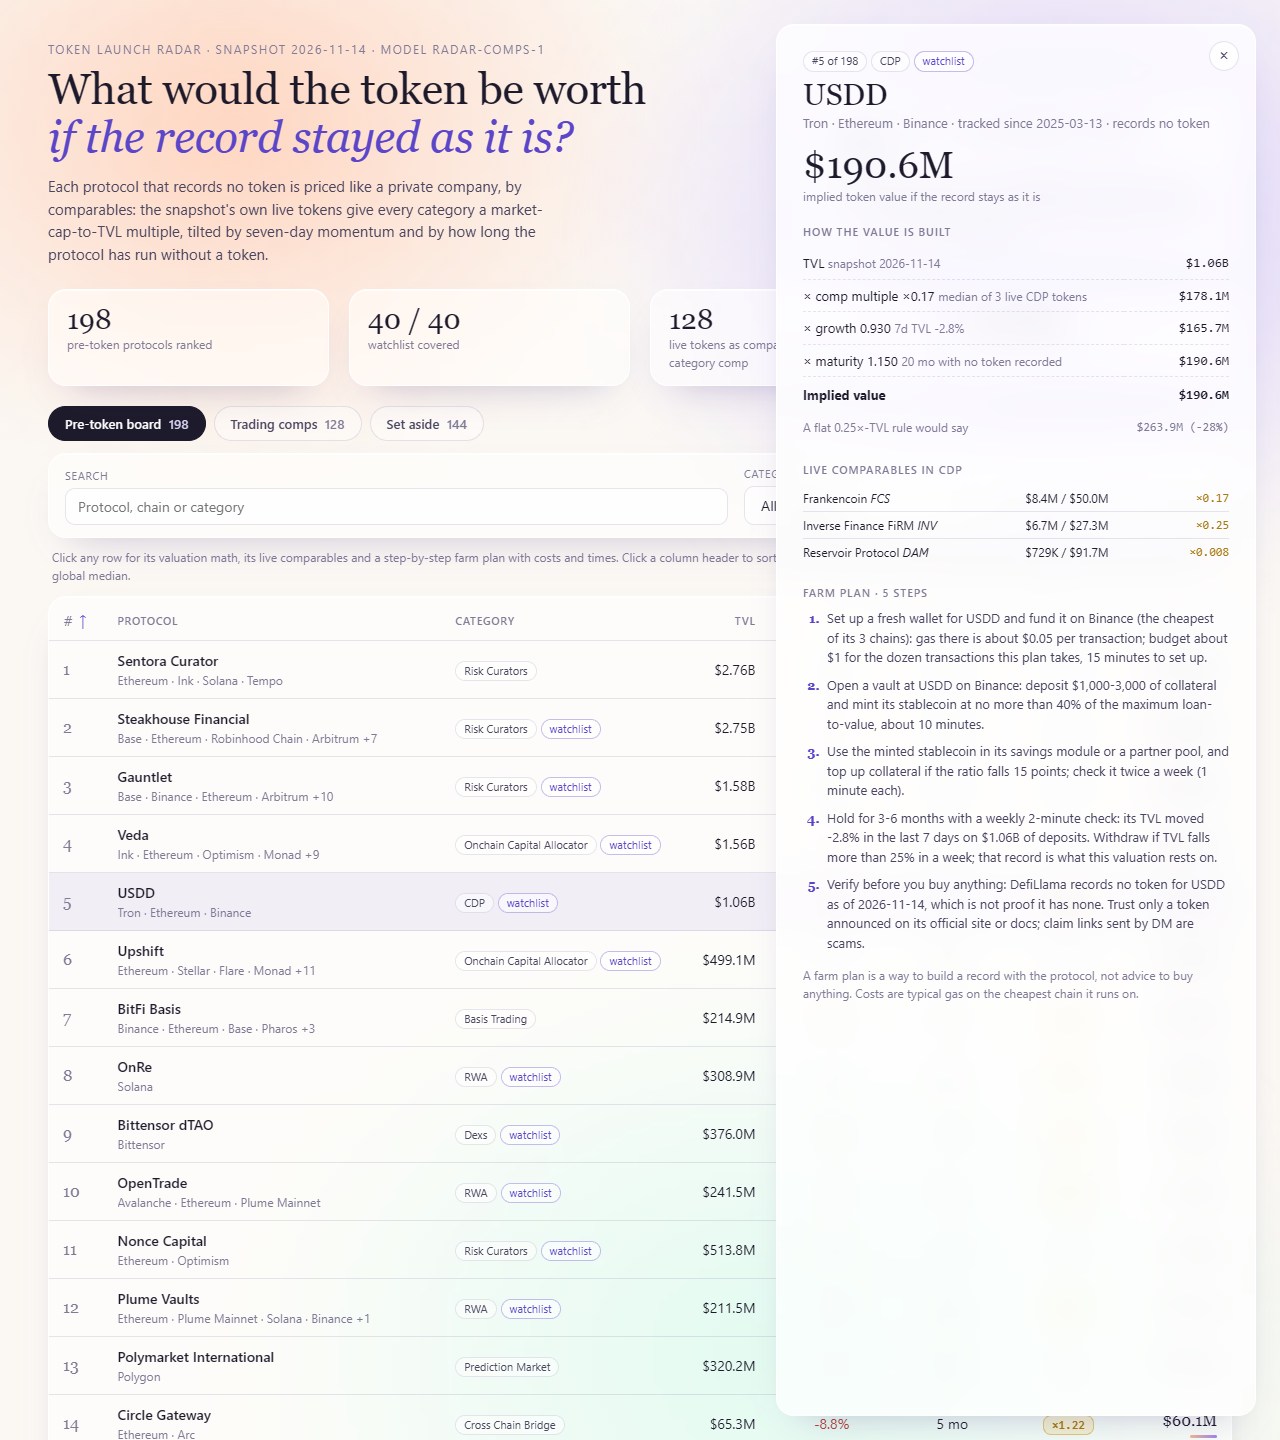 TOKEN LAUNCH RADAR · SNAPSHOT 2026-11-14 · MODEL RADAR-COMPS-1
What would the token be worth
if the record stayed as it is?
Each protocol that records no token is priced like a private company, by
comparables: the snapshot's own live tokens give every category a market-
cap-to-TVL multiple, tilted by seven-day momentum and by how long the
protocol has run without a token.
198
pre-token protocols ranked
40 / 40
watchlist covered
128
live tokens as compa
category comp
Pre-token board 198
Trading comps 128
Set aside 144
SEARCH
CATEG
Protocol, chain or category
All
Click any row for its valuation math, its live comparables and a step-by-step farm plan with costs and times. Click a column header to sort
global median.
# ↑ PROTOCOL CATEGORY TVL
1 Sentora Curator Risk Curators $2.76B
Ethereum · Ink · Solana · Tempo
2 Steakhouse Financial Risk Curators watchlist $2.75B
Base · Ethereum · Robinhood Chain · Arbitrum +7
3 Gauntlet Risk Curators watchlist $1.58B
Base · Binance · Ethereum · Arbitrum +10
4 Veda Onchain Capital Allocator watchlist $1.56B
Ink · Ethereum · Optimism · Monad +9
5 USDD CDP watchlist $1.06B
Tron · Ethereum · Binance
6 Upshift Onchain Capital Allocator watchlist $499.1M
Ethereum · Stellar · Flare · Monad +11
7 BitFi Basis Basis Trading $214.9M
Binance · Ethereum · Base · Pharos +3
8 OnRe RWA watchlist $308.9M
Solana
9 Bittensor dTAO Dexs watchlist $376.0M
Bittensor
10 OpenTrade RWA watchlist $241.5M
Avalanche · Ethereum · Plume Mainnet
11 Nonce Capital Risk Curators watchlist $513.8M
Ethereum · Optimism
12 Plume Vaults RWA watchlist $211.5M
Ethereum · Plume Mainnet · Solana · Binance +1
13 Polymarket International Prediction Market $320.2M
Polygon
14 Circle Gateway Cross Chain Bridge $65.3M -8.8% 5 mo ×1.22 $60.1M
Ethereum · Arc
#5 of 198 CDP watchlist ×
USDD
Tron · Ethereum · Binance · tracked since 2025-03-13 · records no token
$190.6M
implied token value if the record stays as it is
HOW THE VALUE IS BUILT
TVL snapshot 2026-11-14 $1.06B
× comp multiple ×0.17 median of 3 live CDP tokens $178.1M
× growth 0.930 7d TVL -2.8% $165.7M
× maturity 1.150 20 mo with no token recorded $190.6M
Implied value $190.6M
A flat 0.25×-TVL rule would say $263.9M (-28%)
LIVE COMPARABLES IN CDP
Frankencoin FCS $8.4M / $50.0M ×0.17
Inverse Finance FiRM INV $6.7M / $27.3M ×0.25
Reservoir Protocol DAM $729K / $91.7M ×0.008
FARM PLAN · 5 STEPS
1. Set up a fresh wallet for USDD and fund it on Binance (the cheapest
of its 3 chains): gas there is about $0.05 per transaction; budget about
$1 for the dozen transactions this plan takes, 15 minutes to set up.
2. Open a vault at USDD on Binance: deposit $1,000-3,000 of collateral
and mint its stablecoin at no more than 40% of the maximum loan-
to-value, about 10 minutes.
3. Use the minted stablecoin in its savings module or a partner pool, and
top up collateral if the ratio falls 15 points; check it twice a week (1
minute each).
4. Hold for 3-6 months with a weekly 2-minute check: its TVL moved
-2.8% in the last 7 days on $1.06B of deposits. Withdraw if TVL falls
more than 25% in a week; that record is what this valuation rests on.
5. Verify before you buy anything: DefiLlama records no token for USDD
as of 2026-11-14, which is not proof it has none. Trust only a token
announced on its official site or docs; claim links sent by DM are
scams.
A farm plan is a way to build a record with the protocol, not advice to buy
anything. Costs are typical gas on the cheapest chain it runs on.